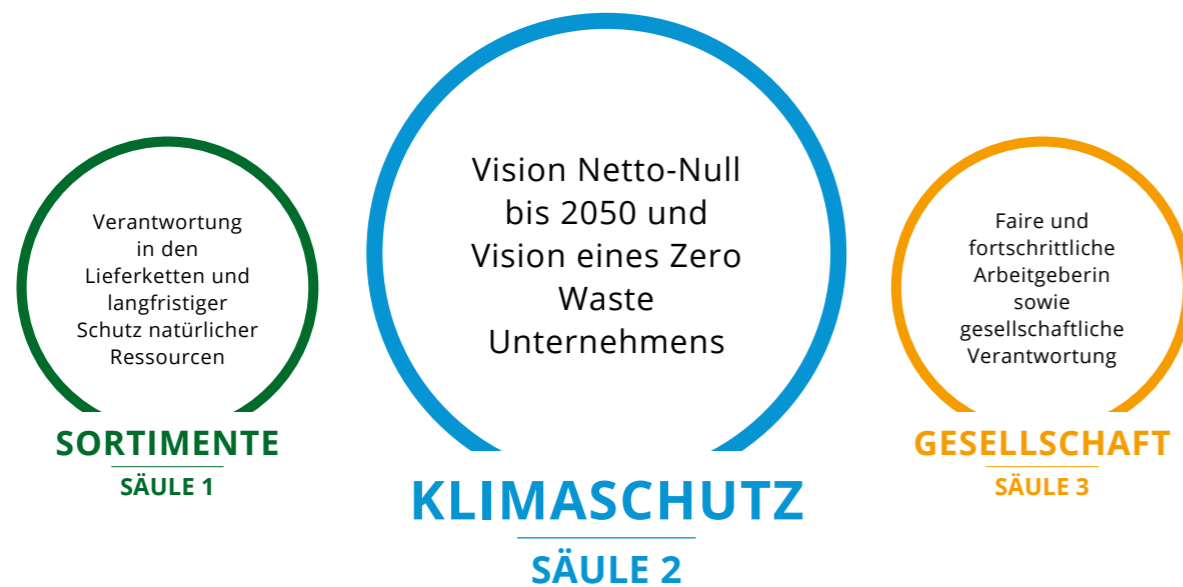 Verantwortung
in den
Lieferketten und
langfristiger
Schutz natürlicher
Ressourcen
SORTIMENTE
SÄULE 1
Vision Netto-Null
bis 2050 und
Vision eines Zero
Waste
Unternehmens
KLIMASCHUTZ
SÄULE 2
Faire und
fortschrittliche
Arbeitgeberin
sowie
gesellschaftliche
Verantwortung
GESELLSCHAFT
SÄULE 3